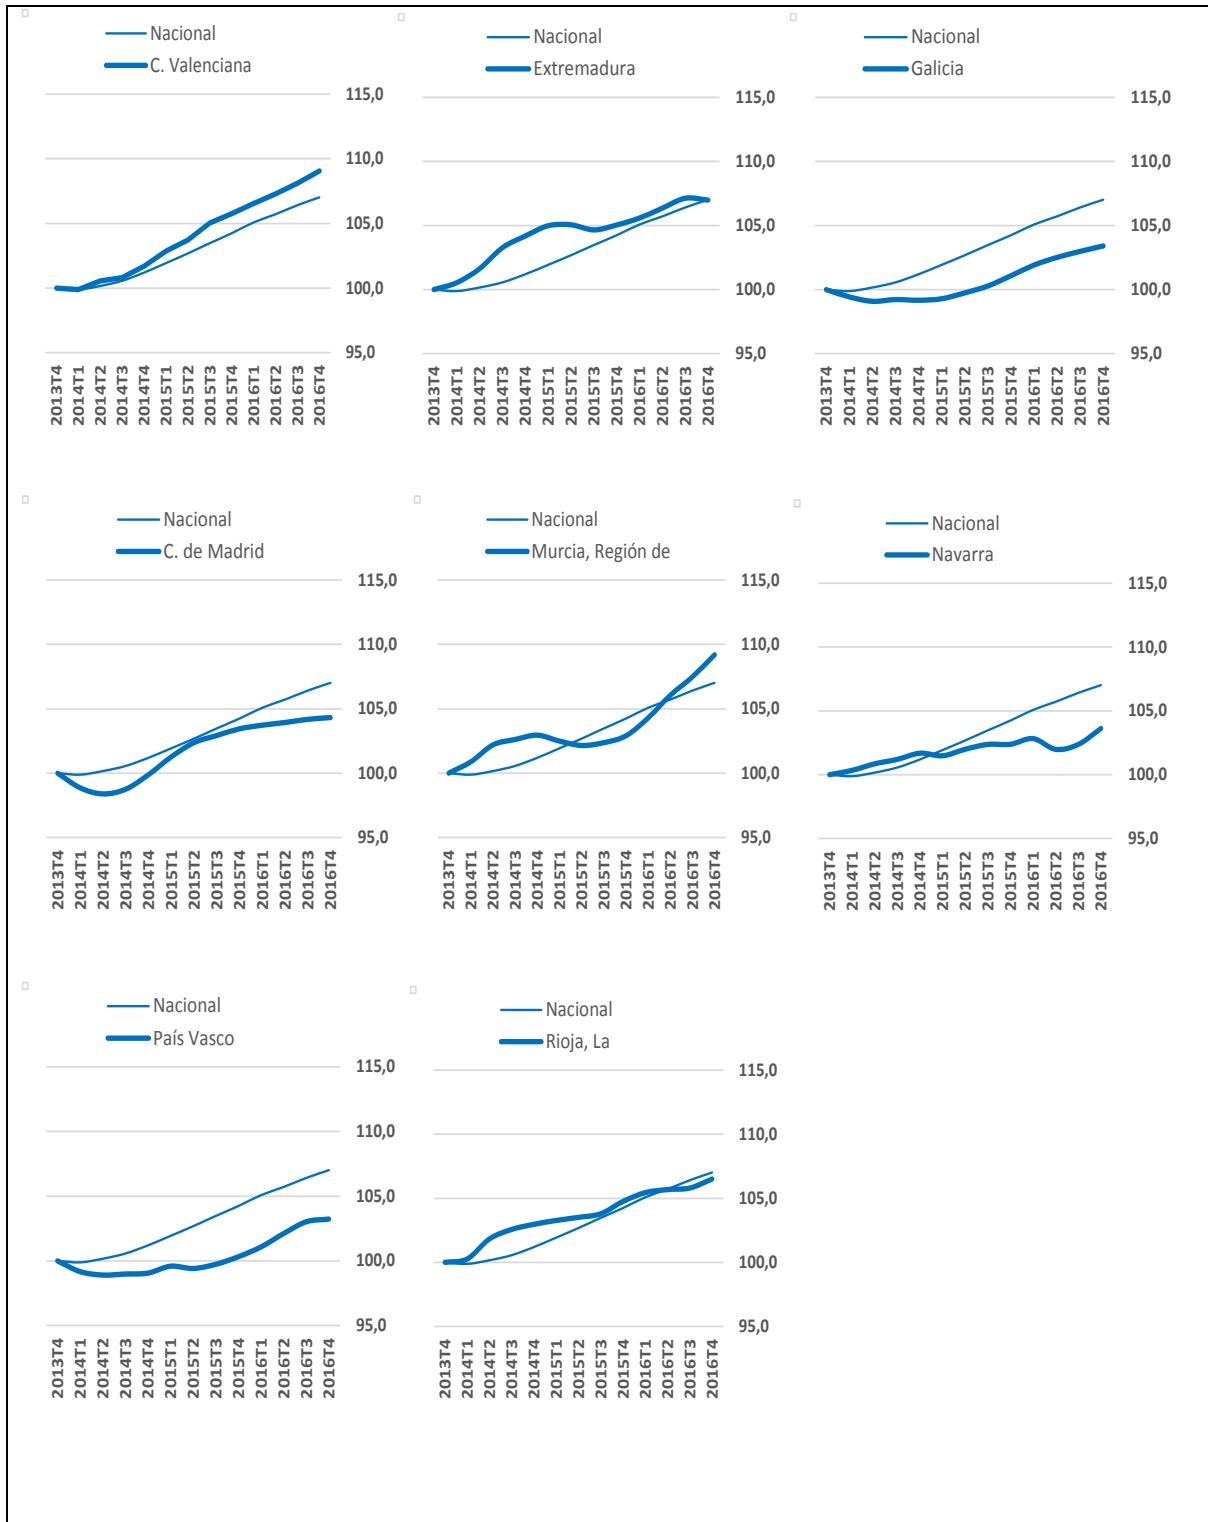 Nacional
C. Valenciana
115,0
110,0
105,0
100,0
95,0
2013T4
2014T1
2014T2
2014T3
2014T4
2015T1
2015T2
2015T3
2015T4
2016T1
2016T2
2016T3
2016T4
Nacional
Extremadura
115,0
110,0
105,0
100,0
95,0
2013T4
2014T1
2014T2
2014T3
2014T4
2015T1
2015T2
2015T3
2015T4
2016T1
2016T2
2016T3
2016T4
Nacional
Galicia
115,0
110,0
105,0
100,0
95,0
2013T4
2014T1
2014T2
2014T3
2014T4
2015T1
2015T2
2015T3
2015T4
2016T1
2016T2
2016T3
2016T4
Nacional
C. de Madrid
115,0
110,0
105,0
100,0
95,0
2013T4
2014T1
2014T2
2014T3
2014T4
2015T1
2015T2
2015T3
2015T4
2016T1
2016T2
2016T3
2016T4
Nacional
Murcia, Región de
115,0
110,0
105,0
100,0
95,0
2013T4
2014T1
2014T2
2014T3
2014T4
2015T1
2015T2
2015T3
2015T4
2016T1
2016T2
2016T3
2016T4
Nacional
Navarra
115,0
110,0
105,0
100,0
95,0
2013T4
2014T1
2014T2
2014T3
2014T4
2015T1
2015T2
2015T3
2015T4
2016T1
2016T2
2016T3
2016T4
Nacional
País Vasco
115,0
110,0
105,0
100,0
95,0
2013T4
2014T1
2014T2
2014T3
2014T4
2015T1
2015T2
2015T3
2015T4
2016T1
2016T2
2016T3
2016T4
Nacional
Rioja, La
115,0
110,0
105,0
100,0
95,0
2013T4
2014T1
2014T2
2014T3
2014T4
2015T1
2015T2
2015T3
2015T4
2016T1
2016T2
2016T3
2016T4